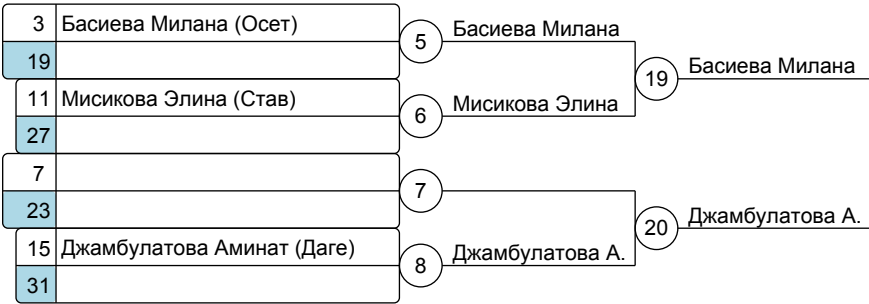 3 Басиева Милана (Осет)
19
5 Басиева Милана
11 Мисикова Элина (Став)
27
6 Мисикова Элина
19 Басиева Милана
7
23
7
15 Джамбулатова Аминат (Даге)
31
8 Джамбулатова А.
20 Джамбулатова А.